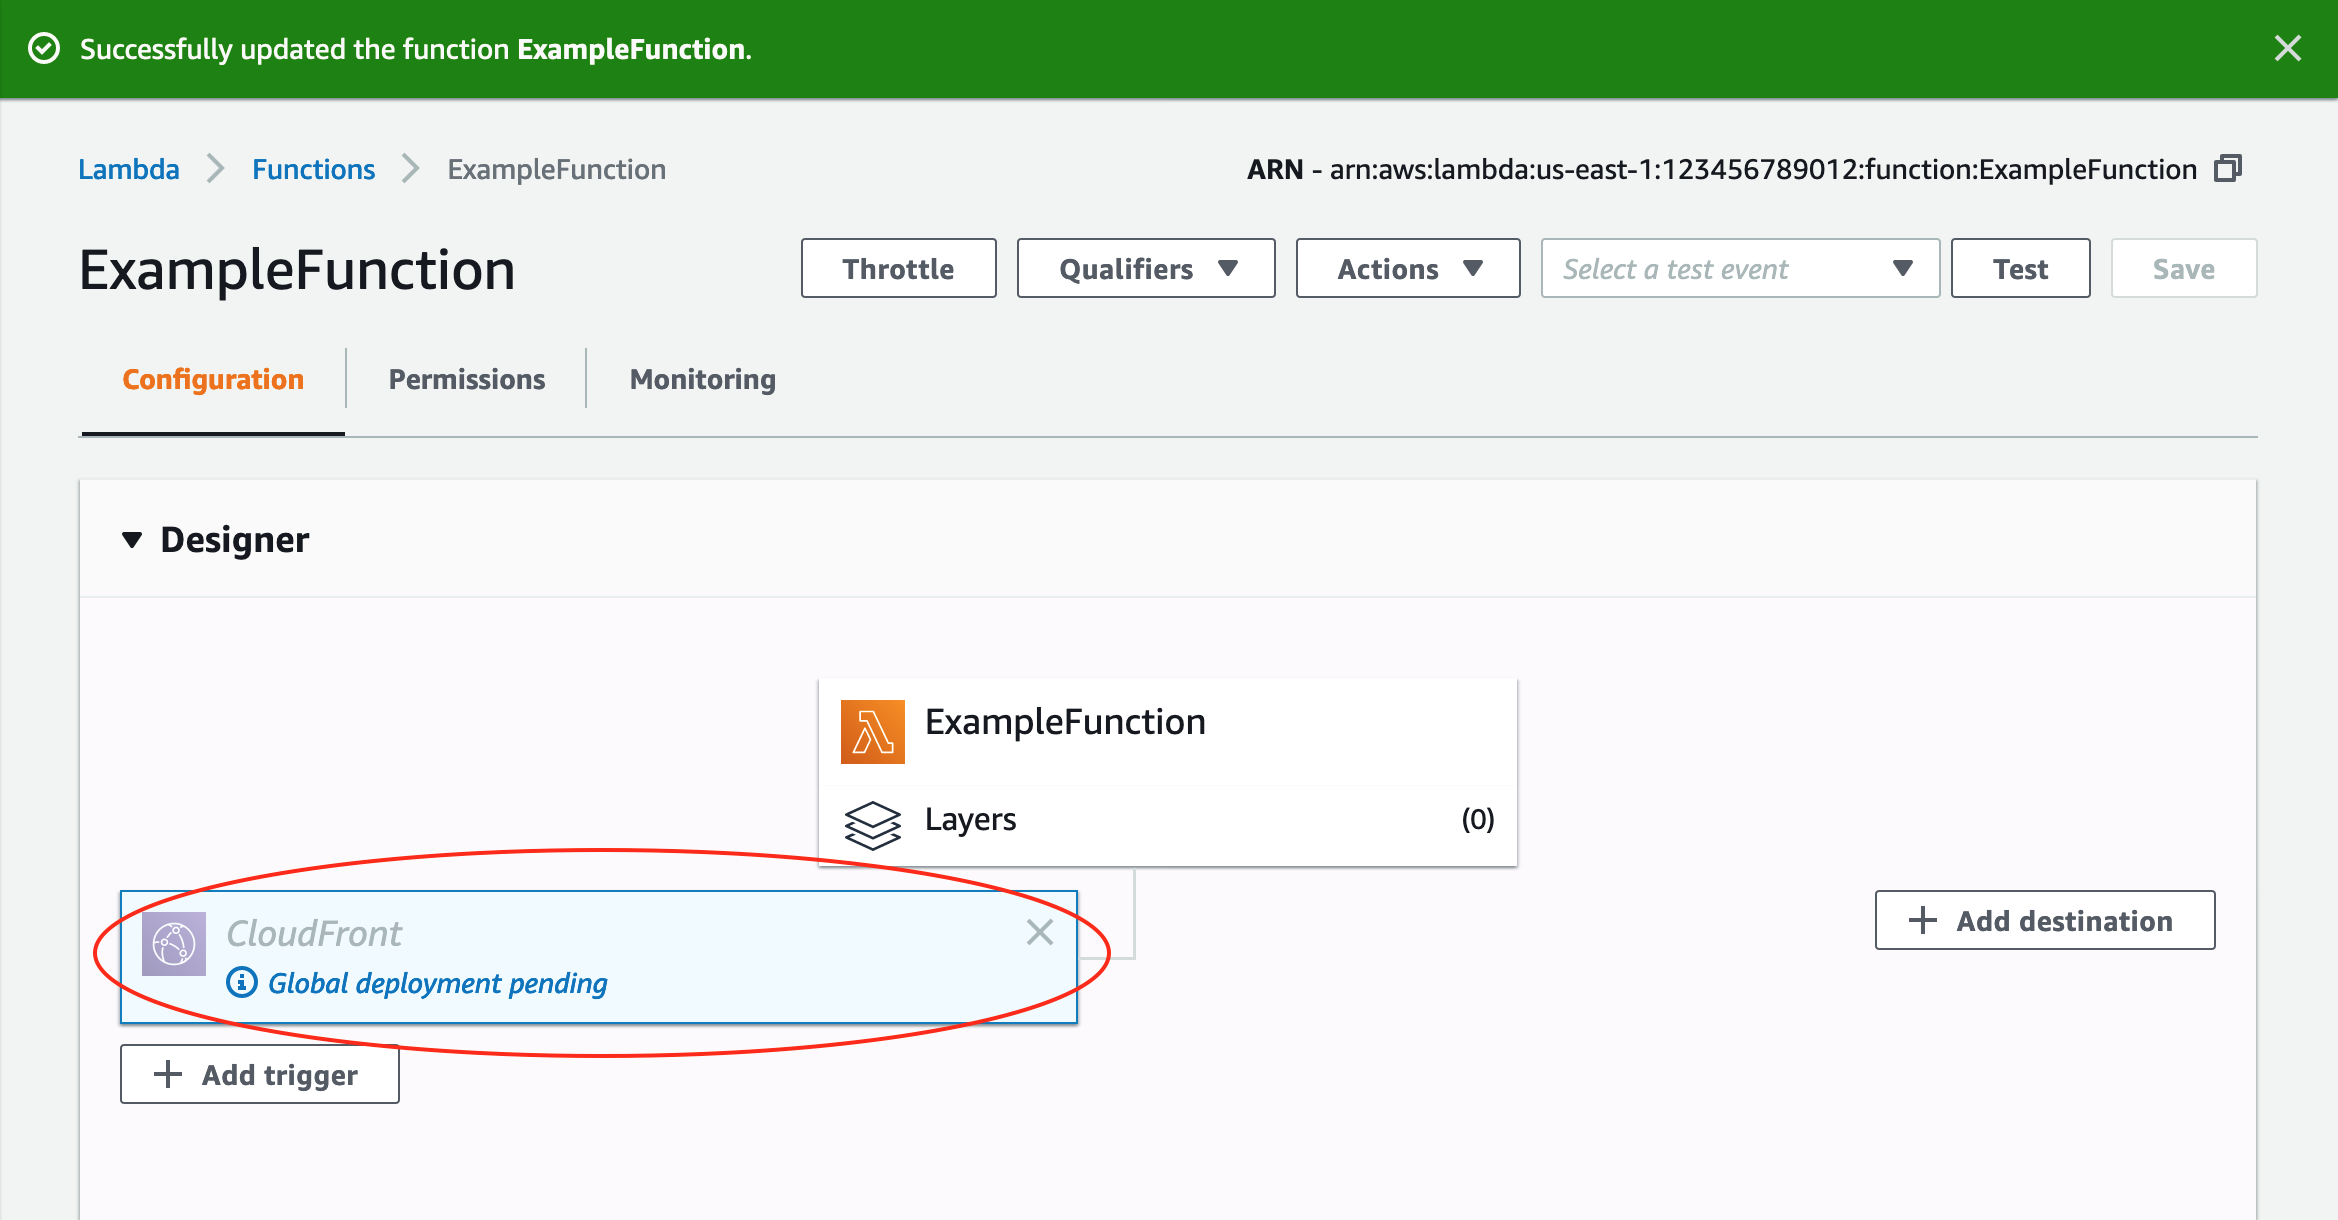 Successfully updated the function ExampleFunction.
Lambda Functions ExampleFunction
ARN - arn:aws:lambda:us-east-1:123456789012:function:ExampleFunction
ExampleFunction
Throttle
Qualifiers
Actions
Select a test event
Test
Save
Configuration
Permissions
Monitoring
Designer
ExampleFunction
Layers (0)
CloudFront
Global deployment pending
Add destination
Add trigger